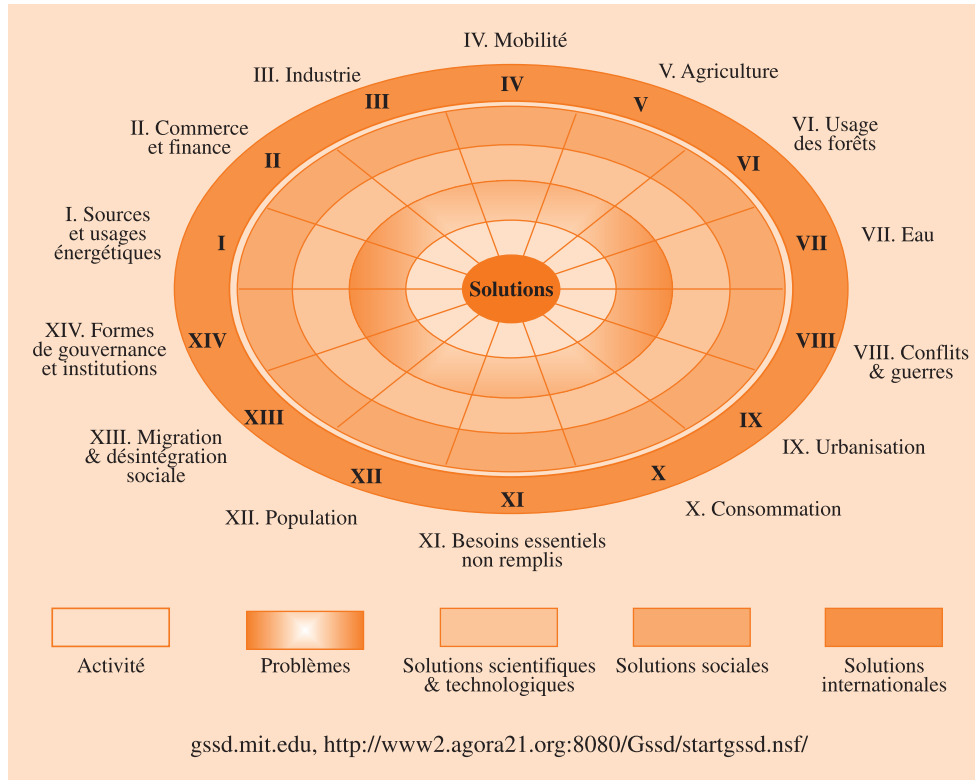 IV. Mobilité
III. Industrie
V. Agriculture
IV
III
V
II. Commerce
et finance
VI. Usage
des forêts
II
VI
I. Sources
et usages
énergétiques
I
VII
VII. Eau
Solutions
XIV. Formes
de gouvernance
et institutions
XIV
VIII
VIII. Conflits
& guerres
XIII
IX
XIII. Migration
& désintégration
sociale
IX. Urbanisation
XII
X
XI
XII. Population
X. Consommation
XI. Besoins essentiels
non remplis
Activité
Problèmes
Solutions scientifiques
& technologiques
Solutions sociales
Solutions
internationales
gssd.mit.edu, http://www2.agora21.org:8080/Gssd/startgssd.nsf/